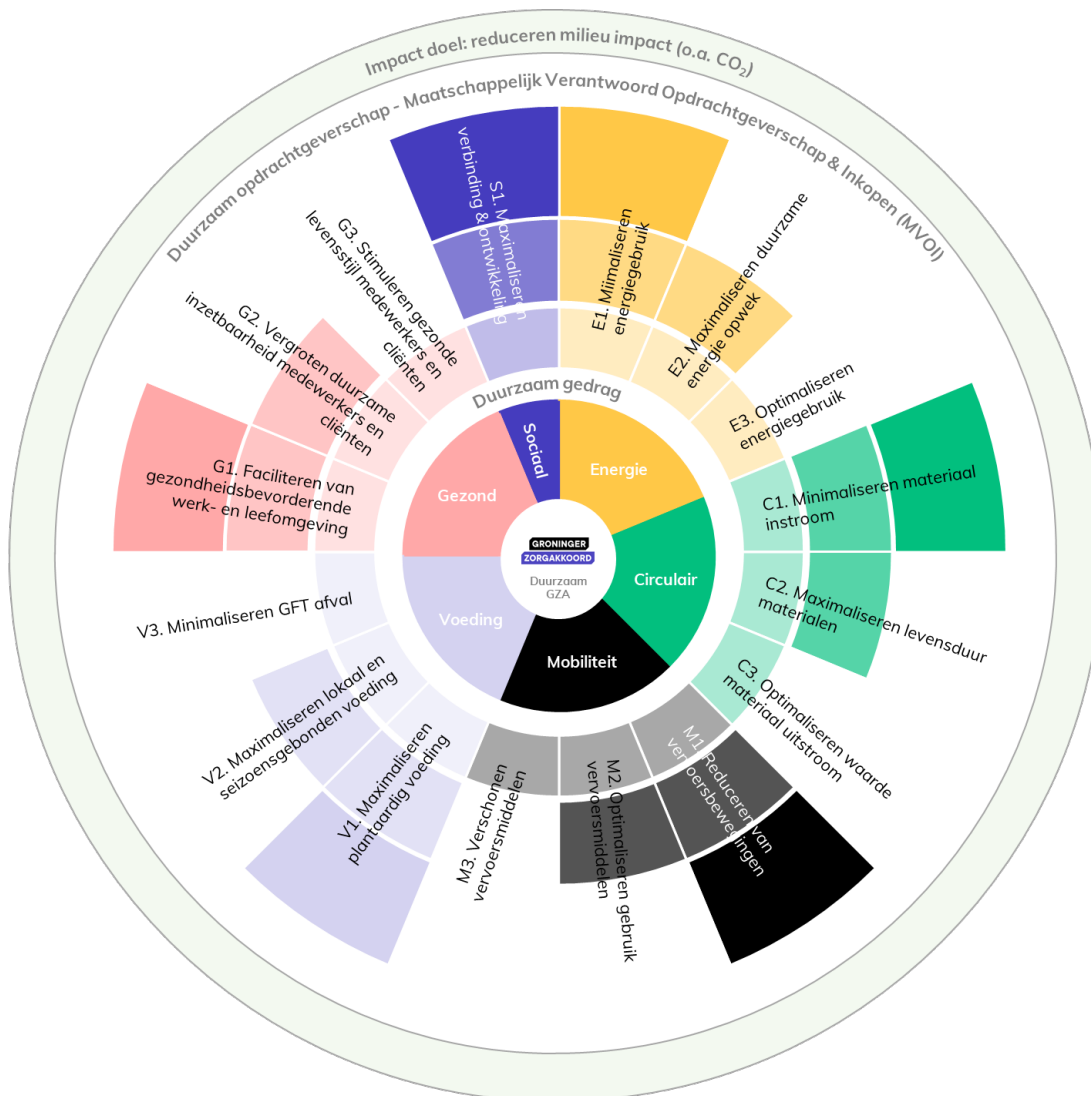 Impact doel: reduceren milieu impact (o.a. CO₂)
Duurzaam opdrachtgeverschap - Maatschappelijk Verantwoord Opdrachtgeverschap & Inkopen (MVOI)
S1. Maximaliseren
verbinding & ontwikkeling
E1. Miimaliseren
energiegebruik
E2. Maximaliseren duurzame
energie opwek
E3. Optimaliseren
energiegebruik
C1. Minimaliseren materiaal
instroom
C2. Maximaliseren levensduur
materialen
C3. Optimaliseren waarde
materiaal uitstroom
M1. Reduceren van
vervoersbewegingen
M2. Optimaliseren gebruik
vervoersmiddelen
M3. Verschonen
vervoersmiddelen
V1. Maximaliseren
plantaardig voeding
V2. Maximaliseren lokaal en
seizoensgebonden voeding
V3. Minimaliseren GFT afval
G1. Faciliteren van
gezondheidsbevorderende
werk- en leefomgeving
G2. Vergroten duurzame
inzetbaarheid medewerkers en
cliënten
G3. Stimuleren gezonde
levensstijl medewerkers en
cliënten
Duurzaam gedrag
Sociaal
Energie
Circulair
Mobiliteit
Voeding
Gezond
GRONINGER
ZORGAKKOORD
Duurzaam
GZA